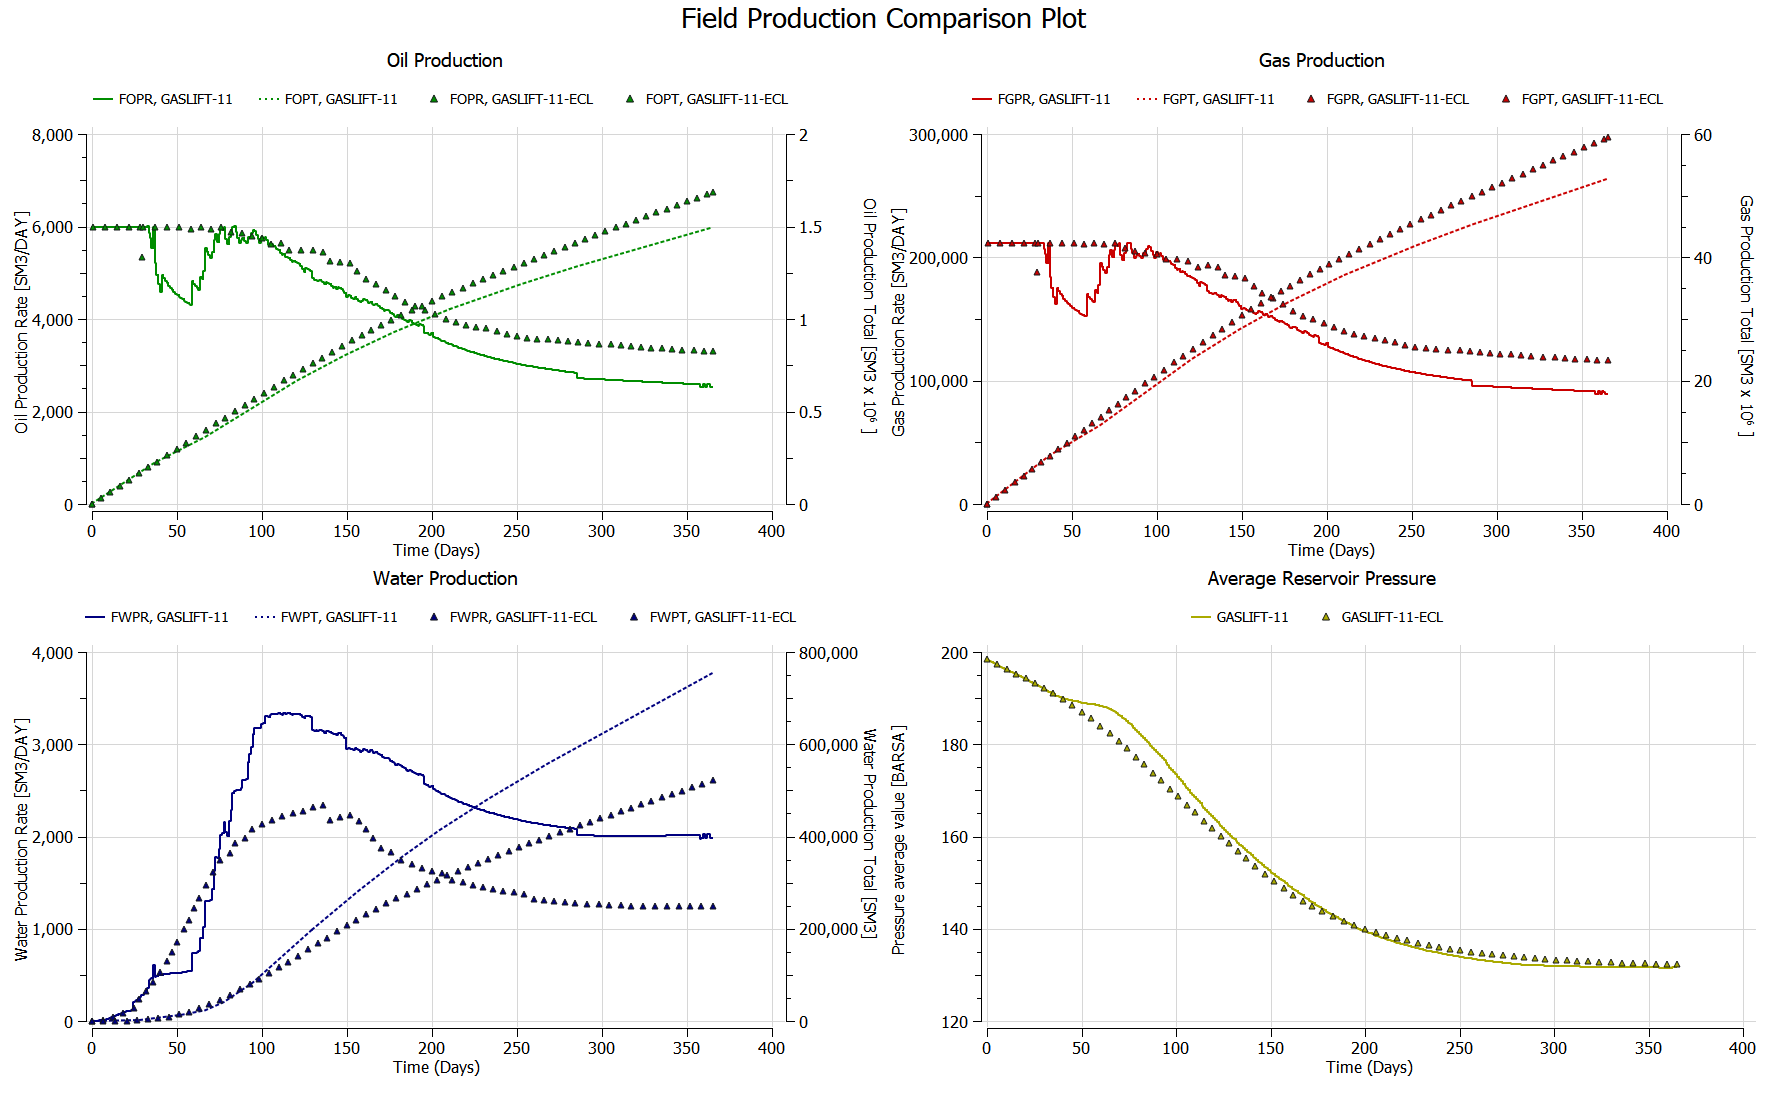 Field Production Comparison Plot
Oil Production
FOPR, GASLIFT-11 FOPT, GASLIFT-11 FOPR, GASLIFT-11-ECL FOPT, GASLIFT-11-ECL
8,000
6,000
4,000
2,000
0
Oil Production Rate [SM3/DAY]
2
1.5
1
0.5
0
Oil Production Total [SM3 x 10⁶ ]
0 50 100 150 200 250 300 350 400
Time (Days)
Gas Production
FGPR, GASLIFT-11 FGPT, GASLIFT-11 FGPR, GASLIFT-11-ECL FGPT, GASLIFT-11-ECL
300,000
200,000
100,000
0
Gas Production Rate [SM3/DAY]
60
40
20
0
Gas Production Total [SM3 x 10⁶ ]
0 50 100 150 200 250 300 350 400
Time (Days)
Water Production
FWPR, GASLIFT-11 FWPT, GASLIFT-11 FWPR, GASLIFT-11-ECL FWPT, GASLIFT-11-ECL
4,000
3,000
2,000
1,000
0
Water Production Rate [SM3/DAY]
800,000
600,000
400,000
200,000
0
Water Production Total [SM3]
0 50 100 150 200 250 300 350 400
Time (Days)
Average Reservoir Pressure
GASLIFT-11 GASLIFT-11-ECL
200
180
160
140
120
Pressure average value [BARSA]
0 50 100 150 200 250 300 350 400
Time (Days)